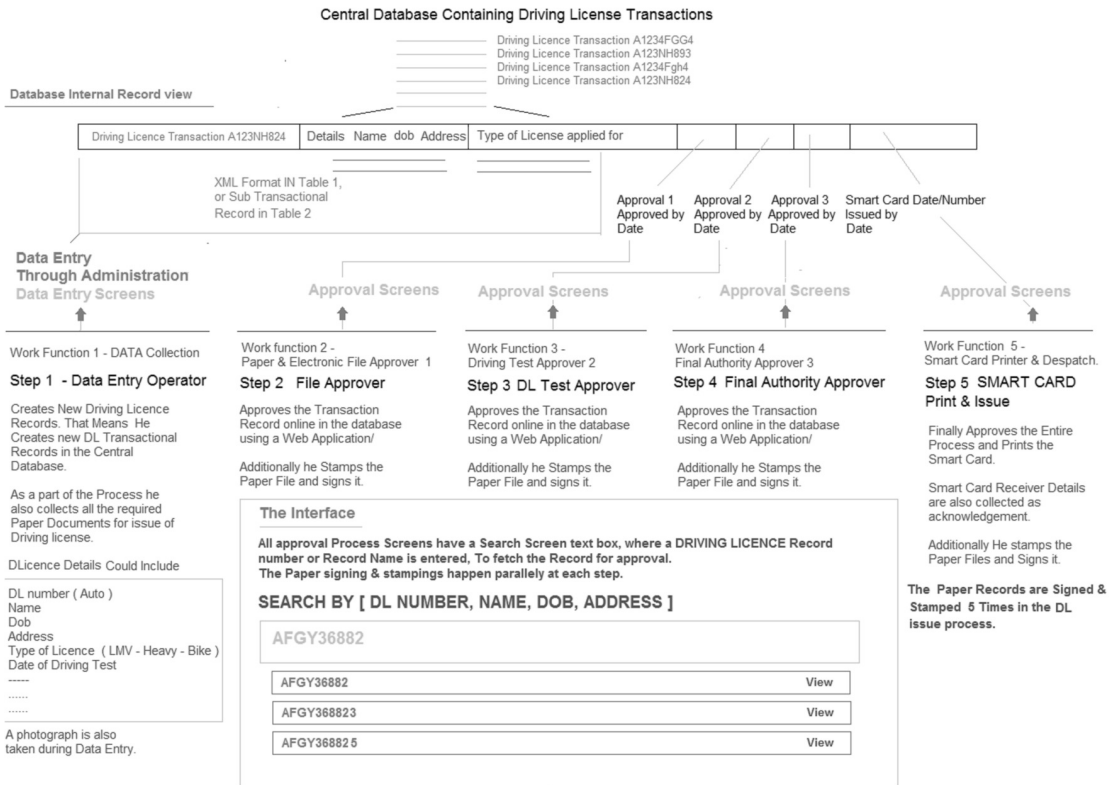 Central Database Containing Driving License Transactions
Driving Licence Transaction A1234FGG4
Driving Licence Transaction A123NH893
Driving Licence Transaction A1234Fgh4
Driving Licence Transaction A123NH824
Database Internal Record view
Driving Licence Transaction A123NH824
Details Name dob Address
Type of License applied for
XML Format IN Table 1,
or Sub Transactional
Record in Table 2
Approval 1
Approved by
Date
Approval 2
Approved by
Date
Approval 3
Approved by
Date
Smart Card Date/Number
Issued by
Date
Data Entry
Through Administration
Data Entry Screens
Approval Screens
Approval Screens
Approval Screens
Approval Screens
Work Function 1 - DATA Collection
Step 1 - Data Entry Operator
Creates New Driving Licence
Records. That Means He
Creates new DL Transactional
Records in the Central
Database.
As a part of the Process he
also collects all the required
Paper Documents for issue of
Driving license.
DLicence Details Could Include
DL number ( Auto )
Name
Dob
Address
Type of Licence ( LMV - Heavy - Bike )
Date of Driving Test
-----
......
......
A photograph is also
taken during Data Entry.
Work function 2 -
Paper & Electronic File Approver 1
Step 2 File Approver
Approves the Transaction
Record online in the database
using a Web Application/
Additionally he Stamps the
Paper File and signs it.
Work Function 3 -
Driving Test Approver 2
Step 3 DL Test Approver
Approves the Transaction
Record online in the database
using a Web Application/
Additionally he Stamps the
Paper File and signs it.
Work Function 4
Final Authority Approver 3
Step 4 Final Authority Approver
Approves the Transaction
Record online in the database
using a Web Application/
Additionally he Stamps the
Paper File and signs it.
Work Function 5 -
Smart Card Printer & Despatch.
Step 5 SMART CARD
Print & Issue
Finally Approves the Entire
Process and Prints the
Smart Card.
Smart Card Receiver Details
are also collected as
acknowledgement.
Additionally He stamps the
Paper Files and Signs it.
The Paper Records are Signed &
Stamped 5 Times in the DL
issue process.
The Interface
All approval Process Screens have a Search Screen text box, where a DRIVING LICENCE Record
number or Record Name is entered, To fetch the Record for approval.
The Paper signing & stampings happen parallely at each step.
SEARCH BY [ DL NUMBER, NAME, DOB, ADDRESS ]
AFGY36882
AFGY36882 View
AFGY368823 View
AFGY368825 View